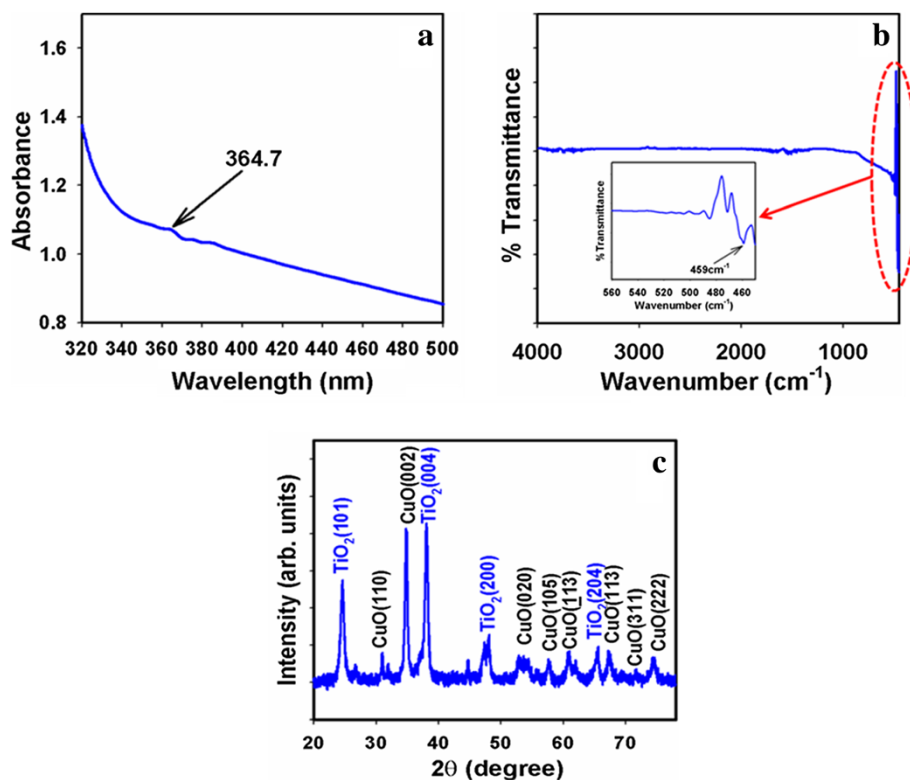 a
1.6
1.4
1.2
1.0
0.8
Absorbance
364.7
320 340 360 380 400 420 440 460 480 500
Wavelength (nm)
b
% Transmittance
% Transmittance
459cm⁻¹
560 540 520 500 480 460
Wavenumber (cm⁻¹)
4000 3000 2000 1000
Wavenumber (cm⁻¹)
c
Intensity (arb. units)
TiO₂(101)
CuO(110)
CuO(002)
TiO₂(004)
TiO₂(200)
CuO(020)
CuO(105)
CuO(1̲13)
TiO₂(204)
CuO(113)
CuO(311)
CuO(222)
20 30 40 50 60 70
2θ (degree)